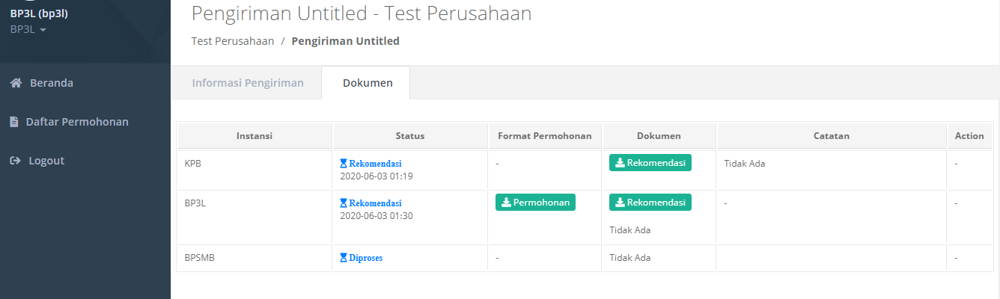 BP3L (bp3l)
BP3L
Beranda
Daftar Permohonan
Logout
Pengiriman Untitled - Test Perusahaan
Test Perusahaan / Pengiriman Untitled
Informasi Pengiriman Dokumen
Instansi Status Format Permohonan Dokumen Catatan Action
KPB Rekomendasi - Rekomendasi Tidak Ada -
2020-06-03 01:19
BP3L Rekomendasi Permohonan Rekomendasi - -
2020-06-03 01:30
Tidak Ada
BPSMB Diproses - Tidak Ada -